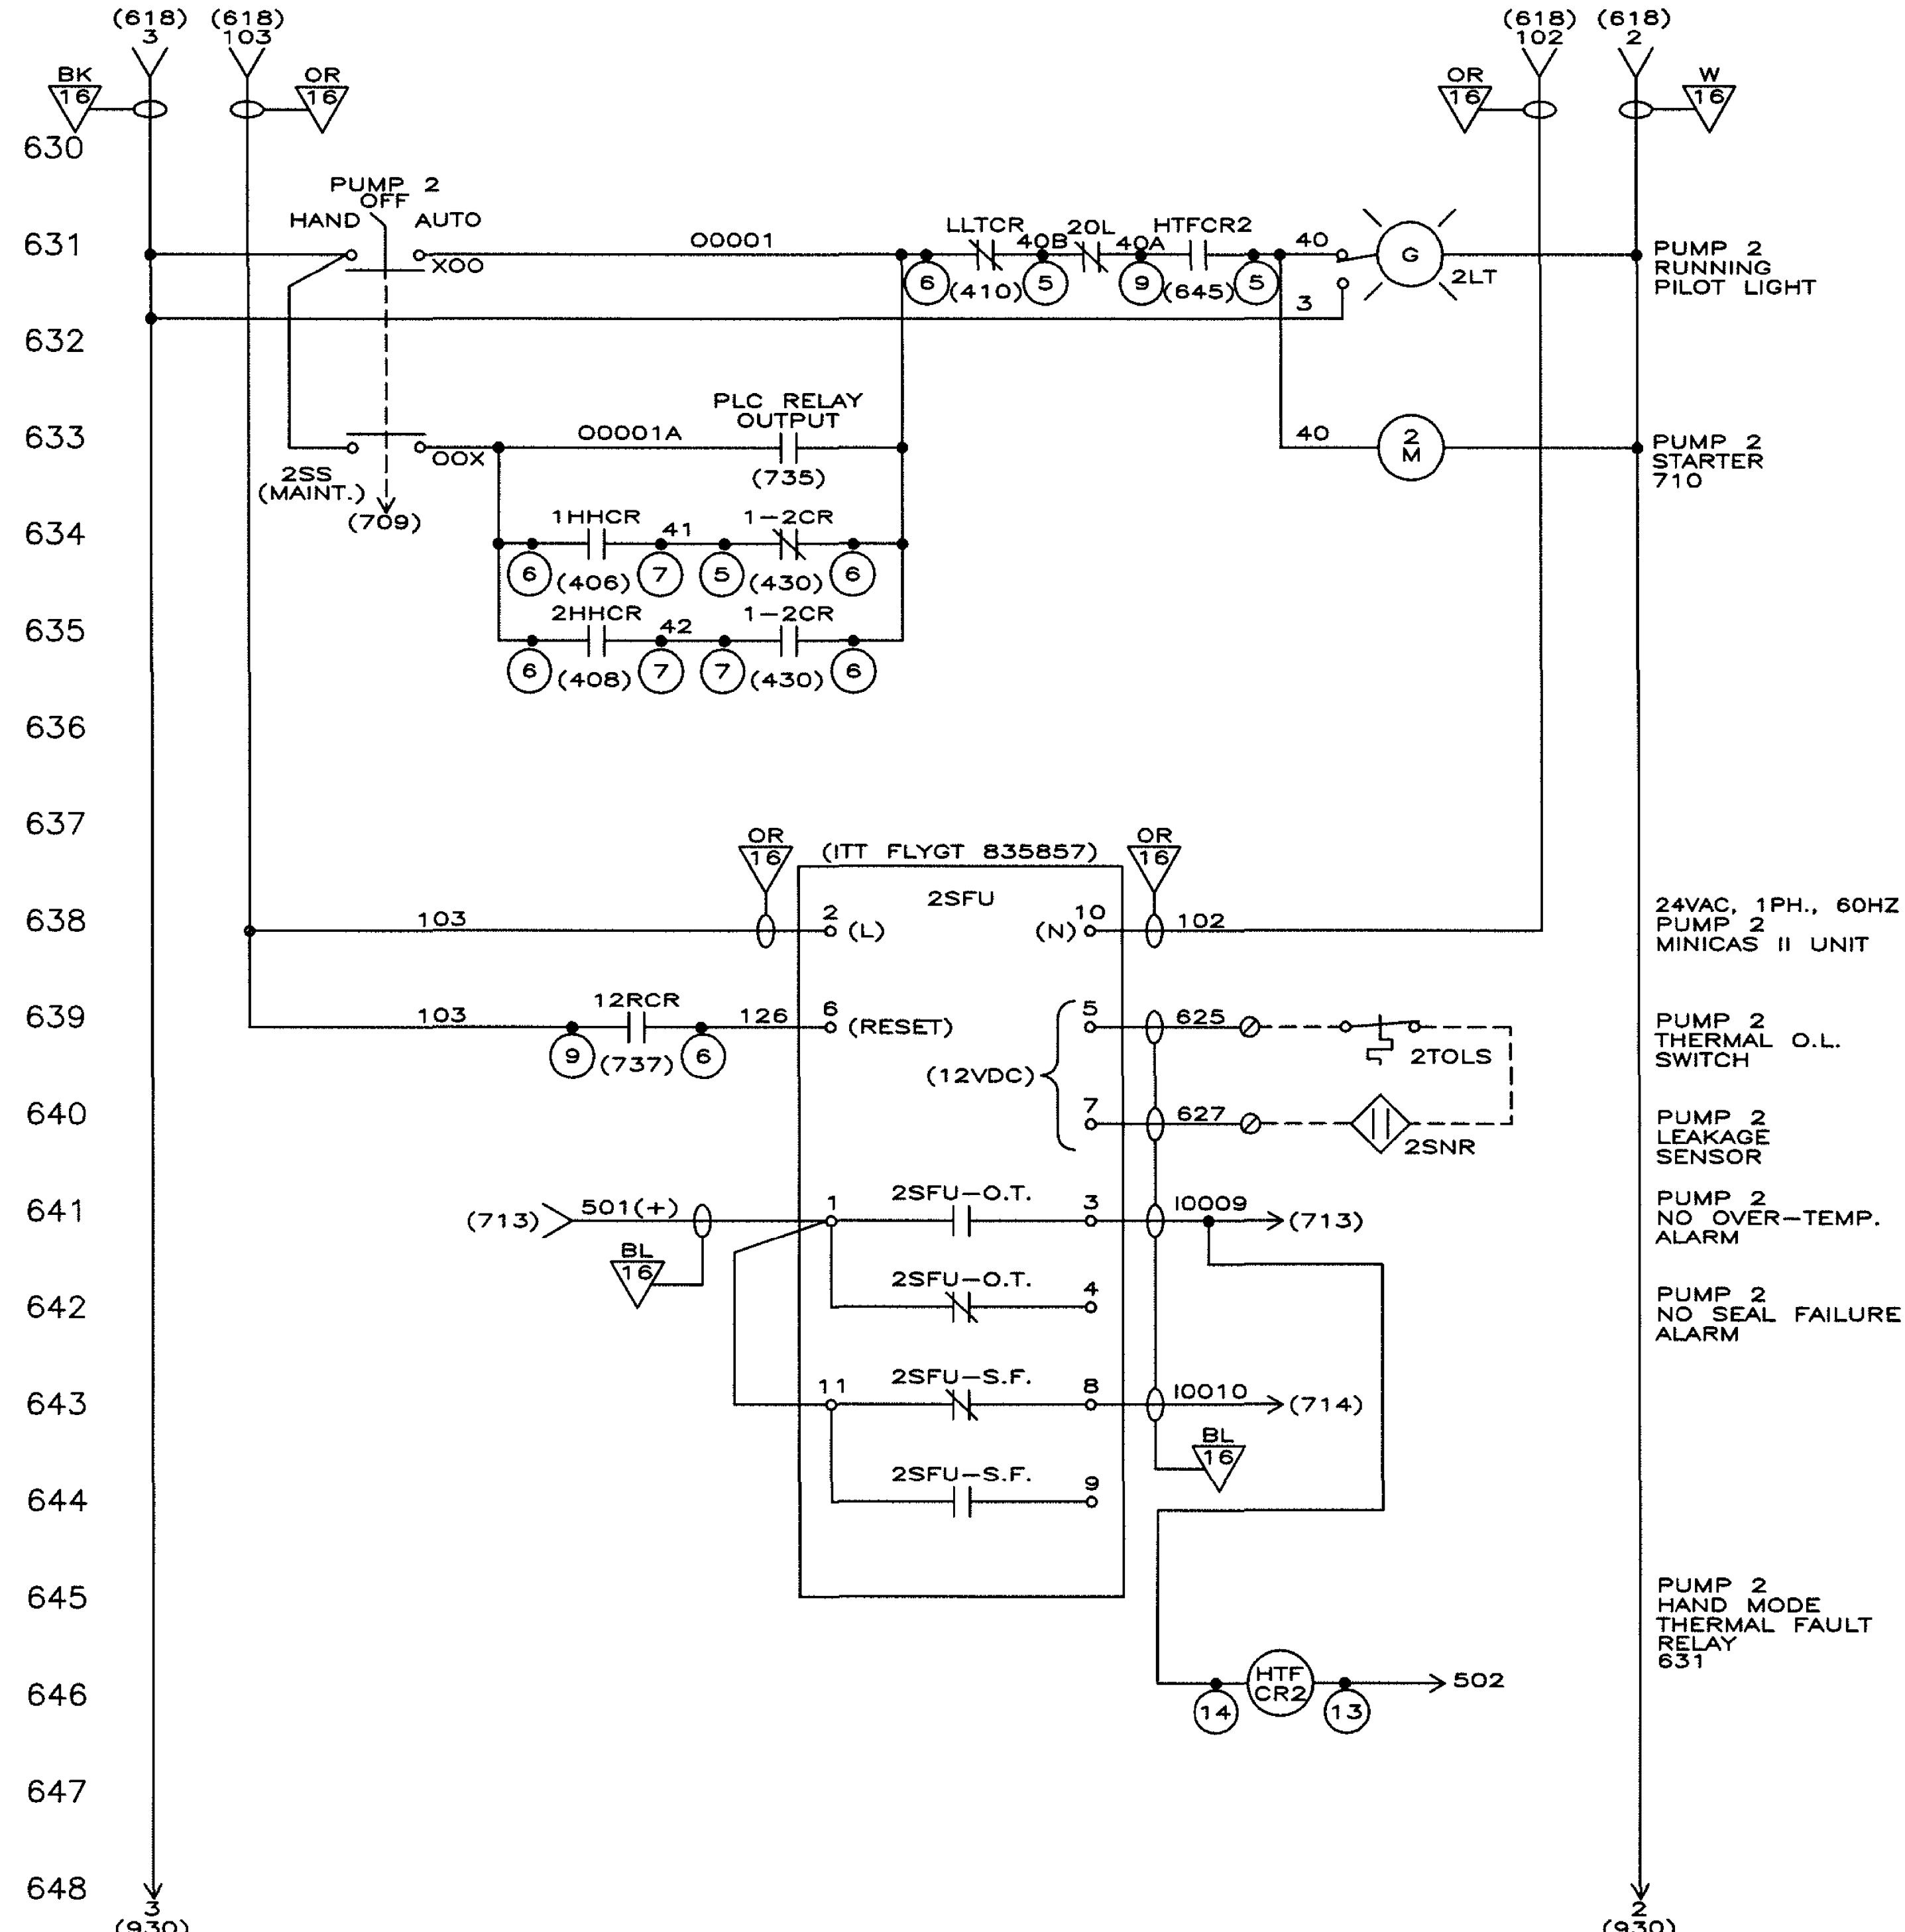 (618) (618) (618) (618)
3 103 102 2
BK OR OR W
16 16 16 16
630
PUMP 2
OFF
HAND AUTO
631
00001
XOO
LLTCR 40B 20L 40A HTFCR2
6 (410) 5 9 (645) 5
40
G
2LT
3
PUMP 2
RUNNING
PILOT LIGHT
632
PLC RELAY
OUTPUT
633
00001A
OOX
(735)
2SS
(MAINT.)
(709)
40
2
M
PUMP 2
STARTER
710
634
1HHCR 41 1-2CR
6 (406) 7 5 (430) 6
635
2HHCR 42 1-2CR
6 (408) 7 7 (430) 6
636
637
OR
16
(ITT FLYGT 835857)
OR
16
638
103
2SFU
2 (L)
(N) 10
102
24VAC, 1PH., 60HZ
PUMP 2
MINICAS II UNIT
639
103
12RCR
126
9 (737) 6
6 (RESET)
5
625
2TOLS
PUMP 2
THERMAL O.L.
SWITCH
(12VDC)
640
7
627
2SNR
PUMP 2
LEAKAGE
SENSOR
641
(713) 501(+)
1 2SFU-O.T. 3
I0009
(713)
PUMP 2
NO OVER-TEMP.
ALARM
BL
16
642
2SFU-O.T. 4
PUMP 2
NO SEAL FAILURE
ALARM
643
11 2SFU-S.F. 8
I0010
(714)
BL
16
644
2SFU-S.F. 9
645
PUMP 2
HAND MODE
THERMAL FAULT
RELAY
631
646
HTF
CR2
14 13
502
647
648
3 2
(930) (930)